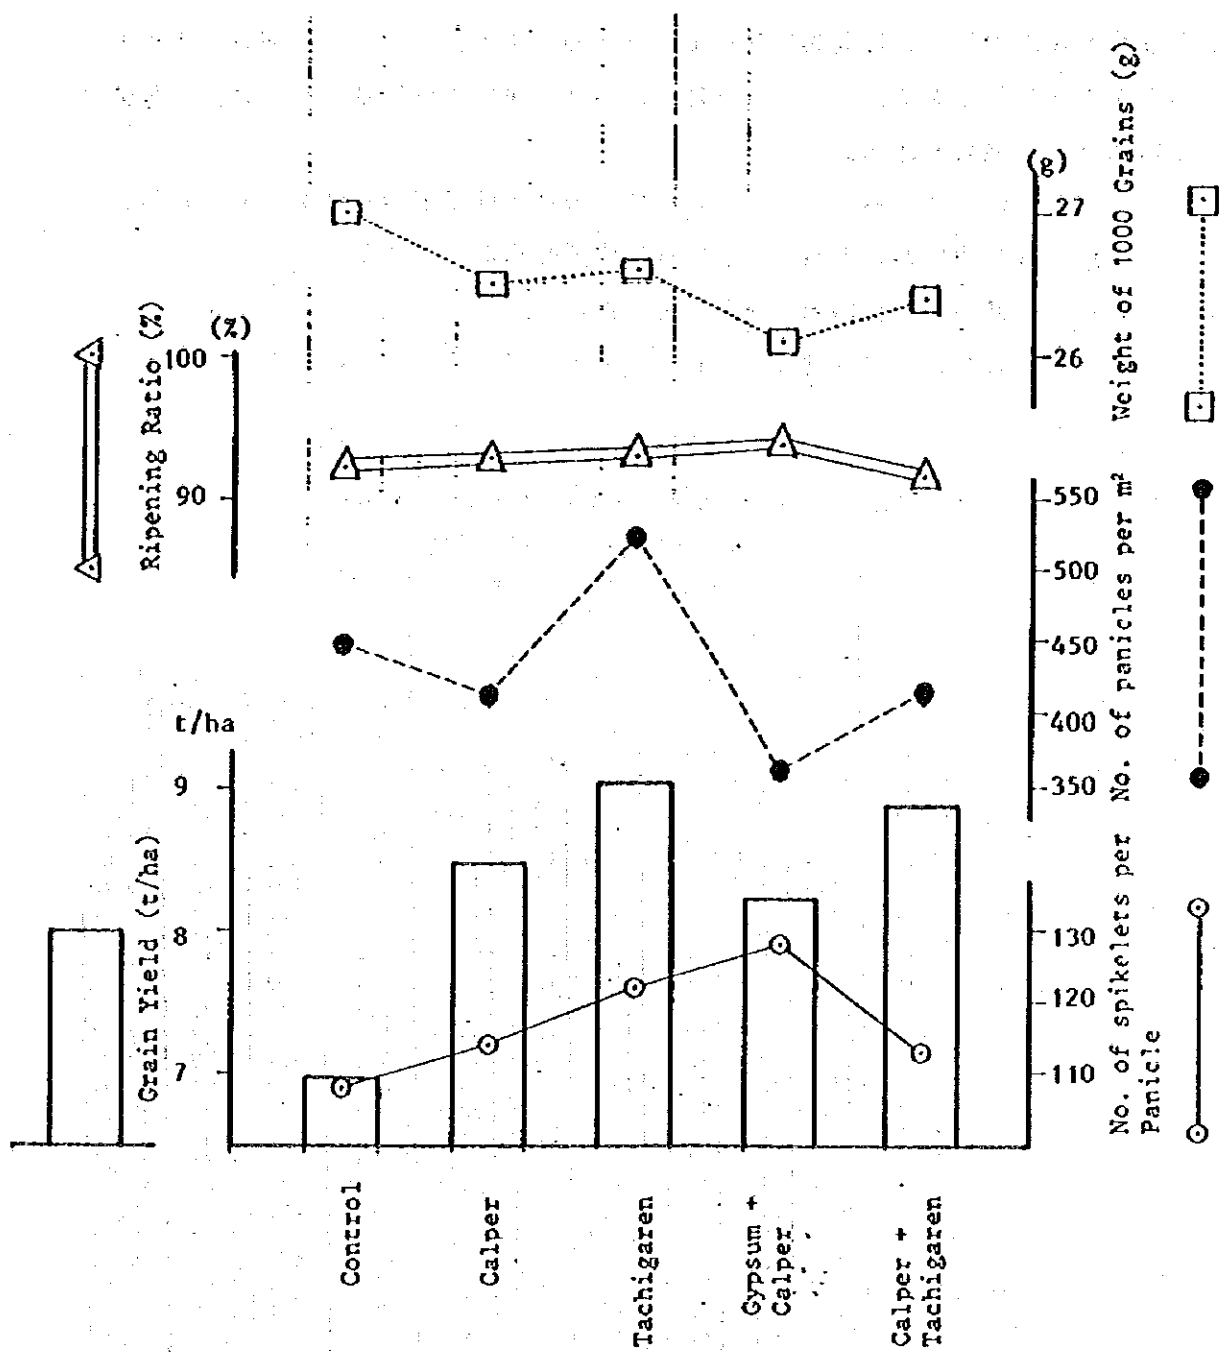 (%)
100
90
Ripening Ratio (%)
t/ha
9
8
7
Grain Yield (t/ha)
(g)
27
26
Weight of 1000 Grains (g)
550
500
450
400
350
No. of panicles per m²
130
120
110
No. of spikelers per
Panicle
Control
Calper
Tachigaren
Gypsum +
Calper
Calper +
Tachigaren